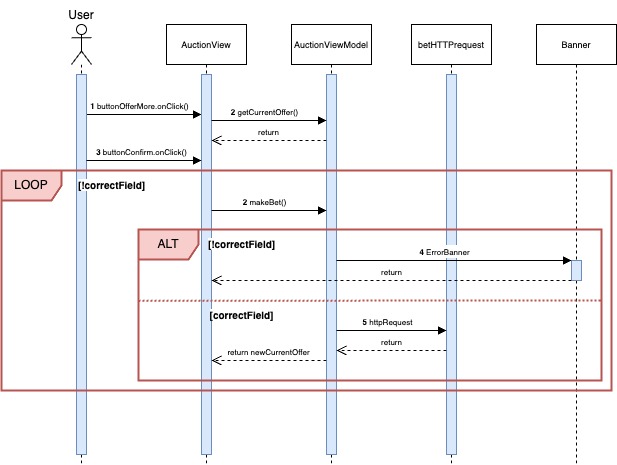 User
AuctionView
AuctionViewModel
betHTTPrequest
Banner
1 buttonOfferMore.onClick()
2 getCurrentOffer()
return
3 buttonConfirm.onClick()
LOOP
[!correctField]
2 makeBet()
ALT
[!correctField]
4 ErrorBanner
return
[correctField]
5 httpRequest
return
return newCurrentOffer